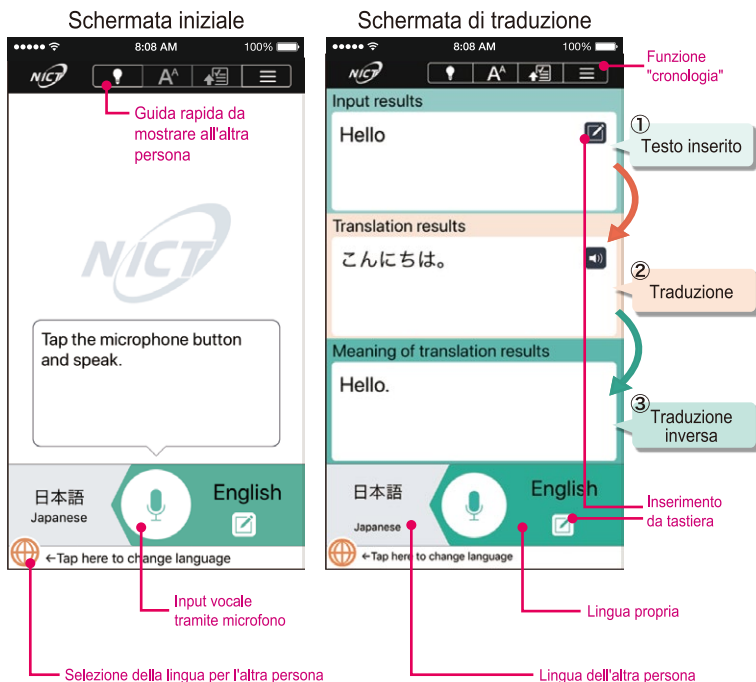 Schermata iniziale
8:08 AM
100%
NICT
A^A
Guida rapida da
mostrare all'altra
persona
NICT
Tap the microphone button
and speak.
日本語
Japanese
English
←Tap here to change language
Input vocale
tramite microfono
Selezione della lingua per l'altra persona
Schermata di traduzione
8:08 AM
100%
NICT
A^A
Funzione
"cronologia"
Input results
Hello
①
Testo inserito
Translation results
こんにちは。
②
Traduzione
Meaning of translation results
Hello.
③
Traduzione
inversa
日本語
Japanese
English
Inserimento
da tastiera
←Tap here to change language
Lingua propria
Lingua dell'altra persona